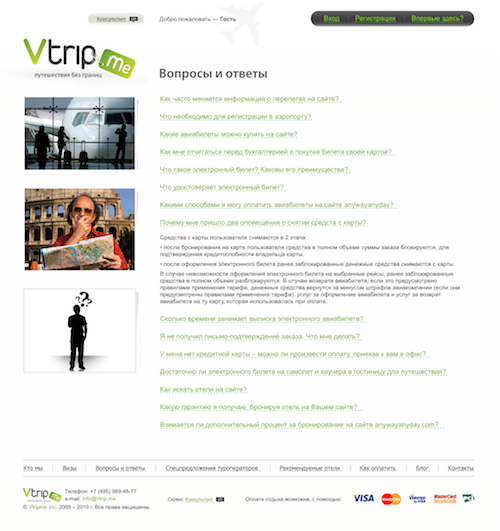 Консультант
Добро пожаловать — Гость
Вход
Регистрация
Впервые здесь?
Vtrip.me
путешествия без границ
Вопросы и ответы
Как часто меняется информация о перелетах на сайте?
Что необходимо для регистрации в аэропорту?
Какие авиабилеты можно купить на сайте?
Как мне отчитаться перед бухгалтерией о покупке билета своей картой?
Что такое электронный билет? Каковы его преимущества?
Что удостоверяет электронный билет?
Какими способами я могу оплатить авиабилеты на сайте anywayanyday?
Почему мне пришло два оповещения о снятии средств с карты?
Средства с карты пользователя снимаются в 2 этапа:
• после бронирования на карте пользователя средства в полном объеме суммы заказа блокируются, для
подтверждения кредитоспособности владельца карты,
• после оформления электронного билета ранее заблокированные денежные средства снимаются с карты.
В случае невозможности оформления электронного билета на выбранные рейсы, ранее заблокированные
средства в полном объеме разблокируются. В случае возврата авиабилета, если это предусмотрено
правилами применения тарифа, денежные средства вернутся за минусом штрафов авиакомпании (если они
предусмотрены правилами применения тарифа), услуг за оформление авиабилета и услуг за возврат
авиабилета на ту карту, которая использовалась при оплате.
Сколько времени занимает выписка электронного авиабилета?
Я не получил письмо-подтверждение заказа. Что мне делать?
У меня нет кредитной карты – можно ли произвести оплату, приехав к вам в офис?
Достаточно ли электронного билета на самолет и ваучера в гостиницу для путешествия?
Как искать отели на сайте?
Какую гарантию я получаю, бронируя отель на Вашем сайте?
Взимается ли дополнительный процент за бронирование на сайте anywayanyday.com?
Кто мы
Визы
Вопросы и ответы
Спецпредложения туроператоров
Рекомендуемые отели
Как оплатить
Блог
Контакты
Vtrip.me
Телефон: +7 (495) 989-48-77
e-mail: info@vtrip.me
© Vtripme Inc. 2009 – 2010 г. Все права защищены.
Сервис Консультант
Оплата отдыха возможна, с помощью:
VISA
MasterCard
Verified by VISA
MasterCard SecureCode